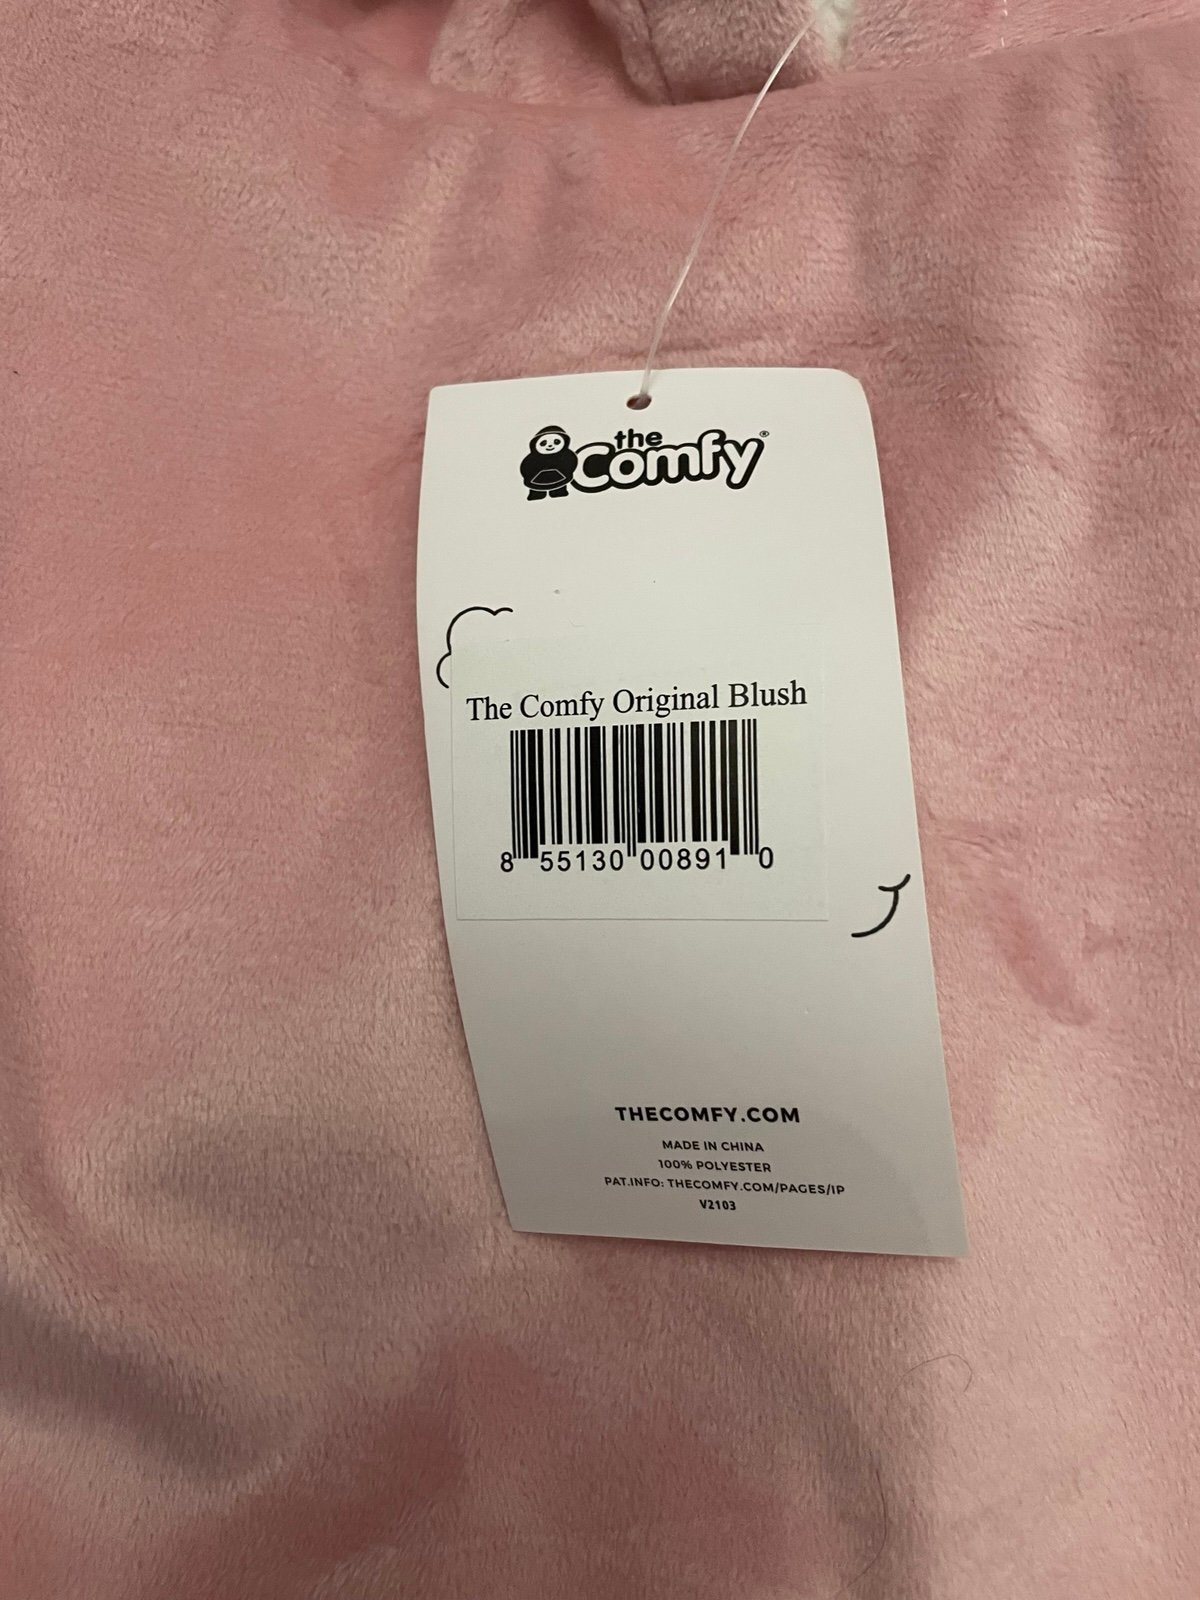 the
Comfy®
The Comfy Original Blush
8 55130 00891 0
THECOMFY.COM
MADE IN CHINA
100% POLYESTER
PAT.INFO: THECOMFY.COM/PAGES/IP
V2103